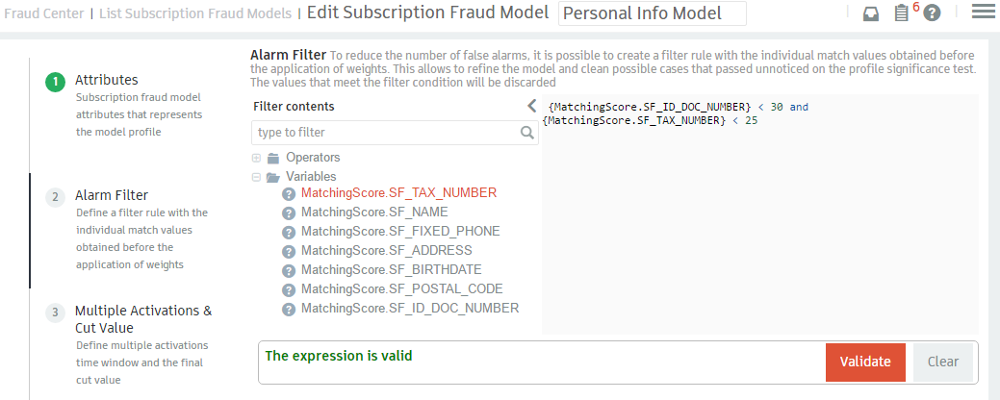 Fraud Center | List Subscription Fraud Models | Edit Subscription Fraud Model Personal Info Model
6 ?
1 Attributes
Subscription fraud model
attributes that represents
the model profile
2 Alarm Filter
Define a filter rule with the
individual match values
obtained before the
application of weights
3 Multiple Activations &
Cut Value
Define multiple activations
time window and the final
cut value
Alarm Filter To reduce the number of false alarms, it is possible to create a filter rule with the individual match values obtained before
the application of weights. This allows to refine the model and clean possible cases that passed unnoticed on the profile significance test.
The values that meet the filter condition will be discarded
Filter contents
type to filter
Operators
Variables
? MatchingScore.SF_TAX_NUMBER
? MatchingScore.SF_NAME
? MatchingScore.SF_FIXED_PHONE
? MatchingScore.SF_ADDRESS
? MatchingScore.SF_BIRTHDATE
? MatchingScore.SF_POSTAL_CODE
? MatchingScore.SF_ID_DOC_NUMBER
{MatchingScore.SF_ID_DOC_NUMBER} < 30 and
{MatchingScore.SF_TAX_NUMBER} < 25
The expression is valid
Validate
Clear